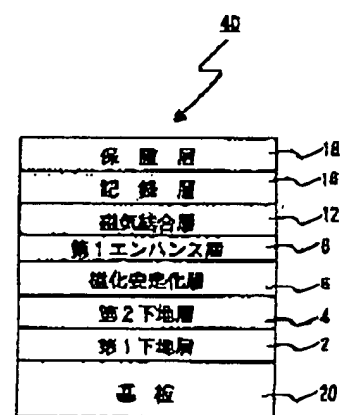 40
保護層 18
記録層 16
磁気結合層 12
第1エンハンス層 8
磁化安定化層 6
第2下地層 4
第1下地層 2
基板 20